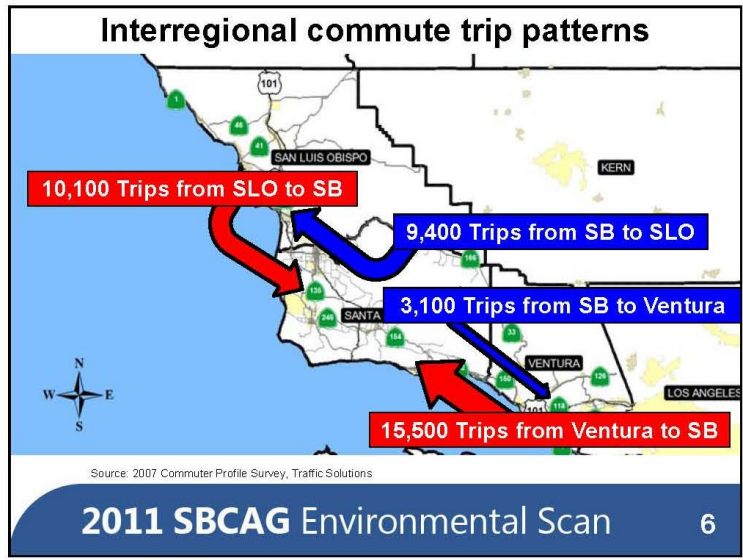 Interregional commute trip patterns
101
1
46
41
SAN LUIS OBISPO
KERN
10,100 Trips from SLO to SB
9,400 Trips from SB to SLO
166
135
3,100 Trips from SB to Ventura
246
SANTA
154
33
VENTURA
150
126
LOS ANGELES
101
118
N
W E
S
15,500 Trips from Ventura to SB
Source: 2007 Commuter Profile Survey, Traffic Solutions
2011 SBCAG Environmental Scan 6